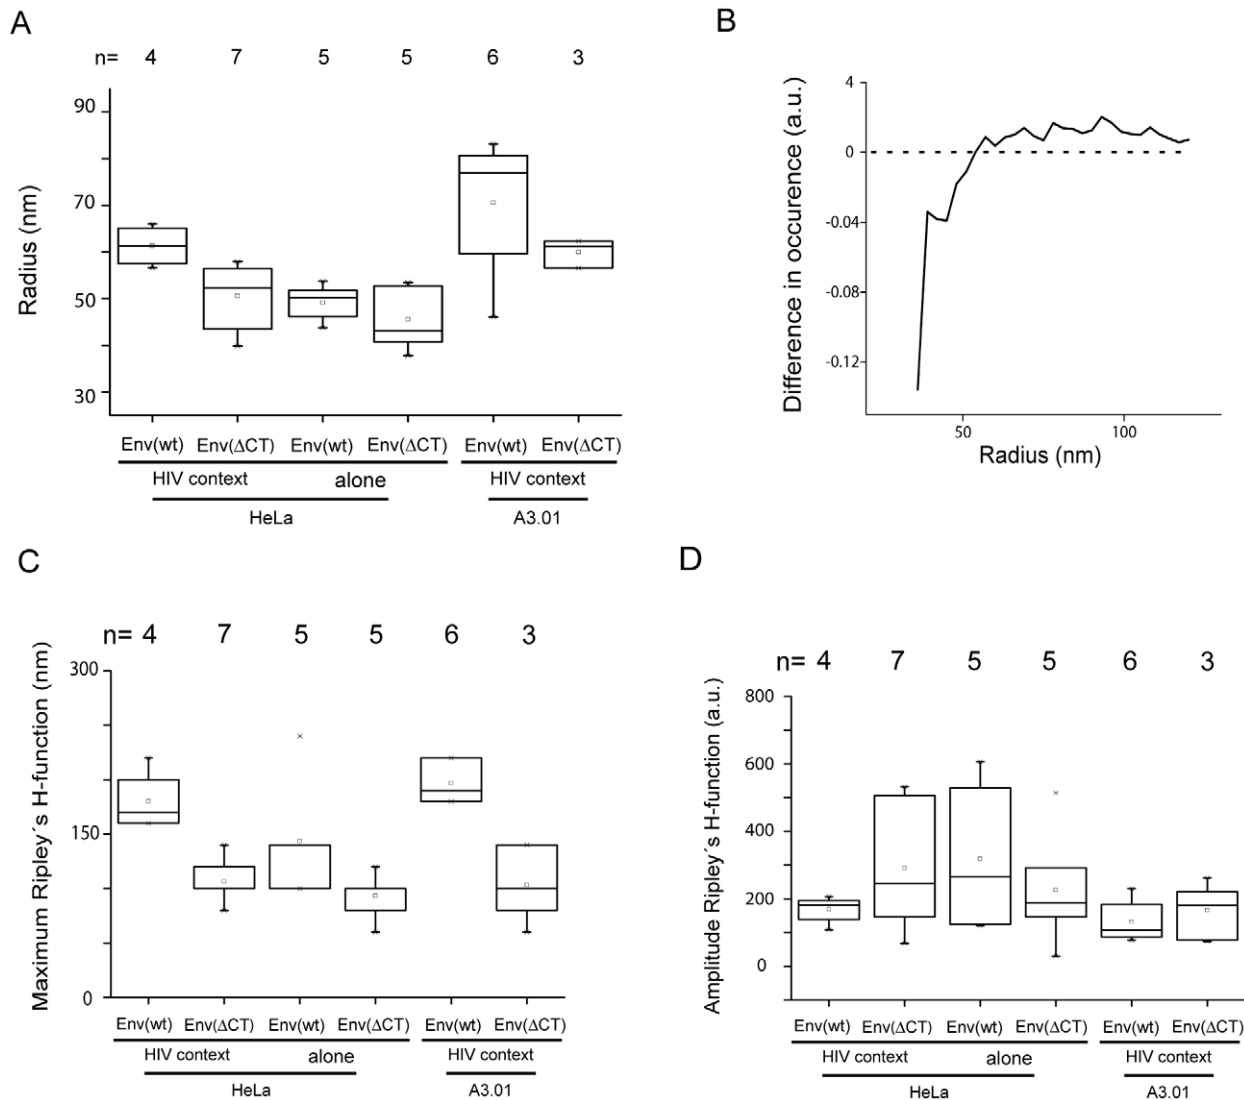 A
n= 4 7 5 5 6 3
90
70
50
30
Radius (nm)
Env(wt) Env(ΔCT) Env(wt) Env(ΔCT) Env(wt) Env(ΔCT)
HIV context alone HIV context
HeLa A3.01
B
4
0
-0.04
-0.08
-0.12
Difference in occurence (a.u.)
50 100
Radius (nm)
C
n= 4 7 5 5 6 3
300
150
0
Maximum Ripley´s H-function (nm)
Env(wt) Env(ΔCT) Env(wt) Env(ΔCT) Env(wt) Env(ΔCT)
HIV context alone HIV context
HeLa A3.01
D
n= 4 7 5 5 6 3
800
600
400
200
0
Amplitude Ripley´s H-function (a.u.)
Env(wt) Env(ΔCT) Env(wt) Env(ΔCT) Env(wt) Env(ΔCT)
HIV context alone HIV context
HeLa A3.01